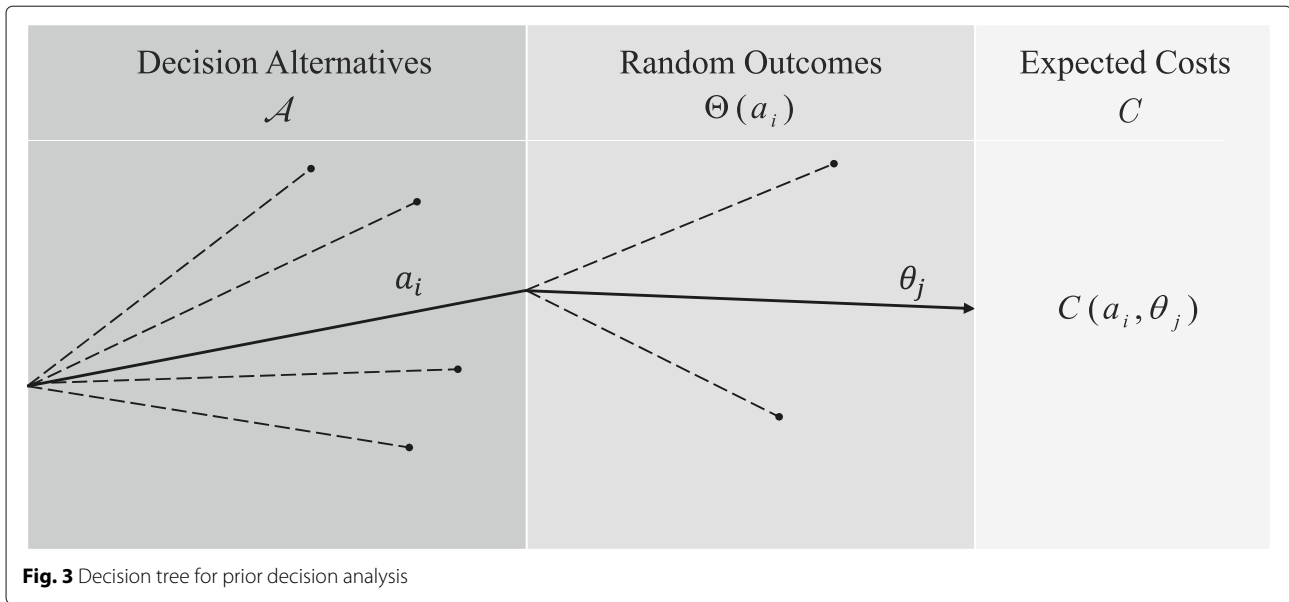 Decision Alternatives Random Outcomes Expected Costs
𝒜 Θ(a_i) C
a_i θ_j
C(a_i, θ_j)
Fig. 3 Decision tree for prior decision analysis